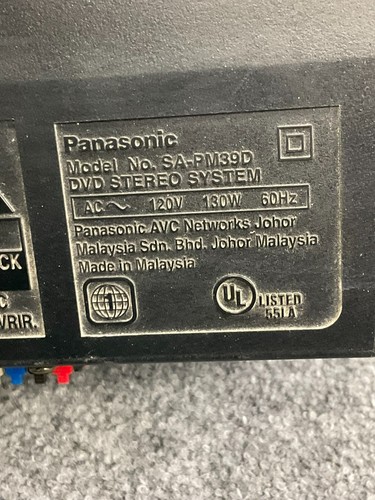 Panasonic
Model No. SA-PM39D
DVD STEREO SYSTEM
AC~ 120V 130W 60Hz
Panasonic AVC Networks Johor
Malaysia Sdn. Bhd. Johor Malaysia
Made in Malaysia
UL LISTED
55LA
CK
C
VRIR.